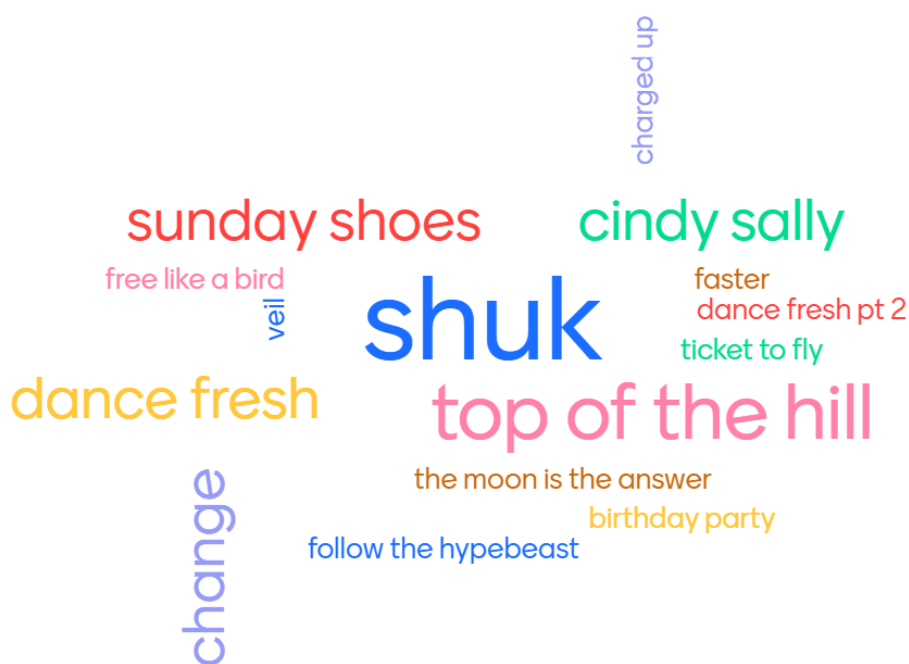 charged up
sunday shoes
cindy sally
free like a bird
faster
veil
shuk
dance fresh pt 2
ticket to fly
dance fresh
top of the hill
change
the moon is the answer
birthday party
follow the hypebeast